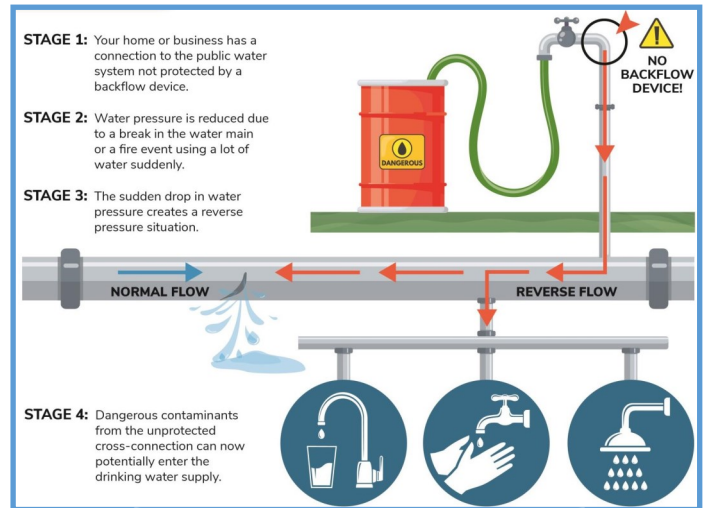 STAGE 1: Your home or business has a
connection to the public water
system not protected by a
backflow device.
STAGE 2: Water pressure is reduced due
to a break in the water main
or a fire event using a lot of
water suddenly.
STAGE 3: The sudden drop in water
pressure creates a reverse
pressure situation.
DANGEROUS
NO
BACKFLOW
DEVICE!
NORMAL FLOW
REVERSE FLOW
STAGE 4: Dangerous contaminants
from the unprotected
cross-connection can now
potentially enter the
drinking water supply.